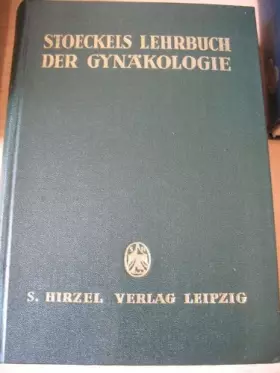 STOECKELS LEHRBUCH
DER GYNÄKOLOGIE
S. HIRZEL VERLAG LEIPZIG